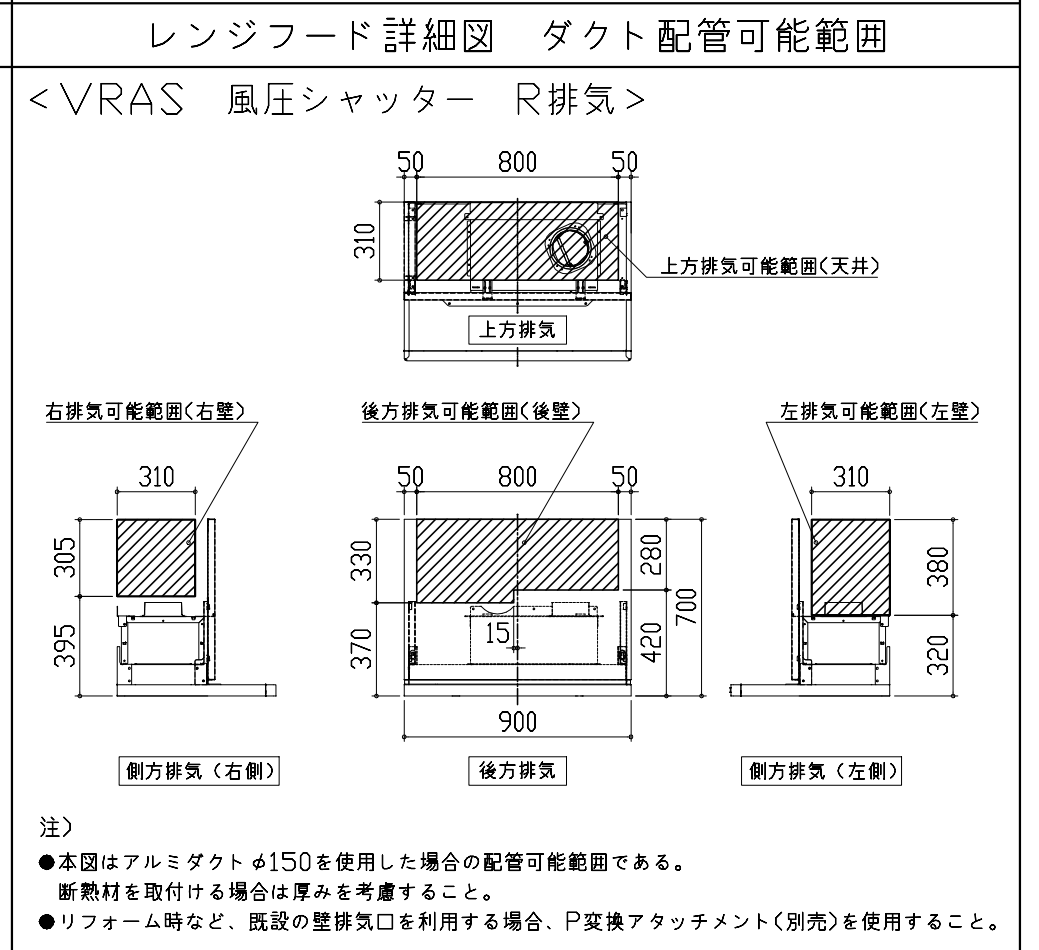 レンジフード詳細図　ダクト配管可能範囲
<VRAS　風圧シャッター　R排気>
50 800 50
310
上方排気可能範囲(天井)
上方排気
右排気可能範囲(右壁)
後方排気可能範囲(後壁)
左排気可能範囲(左壁)
310
50 800 50
310
305
395
330
370
15
280
420
700
380
320
900
側方排気（右側）
後方排気
側方排気（左側）
注）
●本図はアルミダクトφ150を使用した場合の配管可能範囲である。
断熱材を取付ける場合は厚みを考慮すること。
●リフォーム時など、既設の壁排気口を利用する場合、P変換アタッチメント(別売)を使用すること。